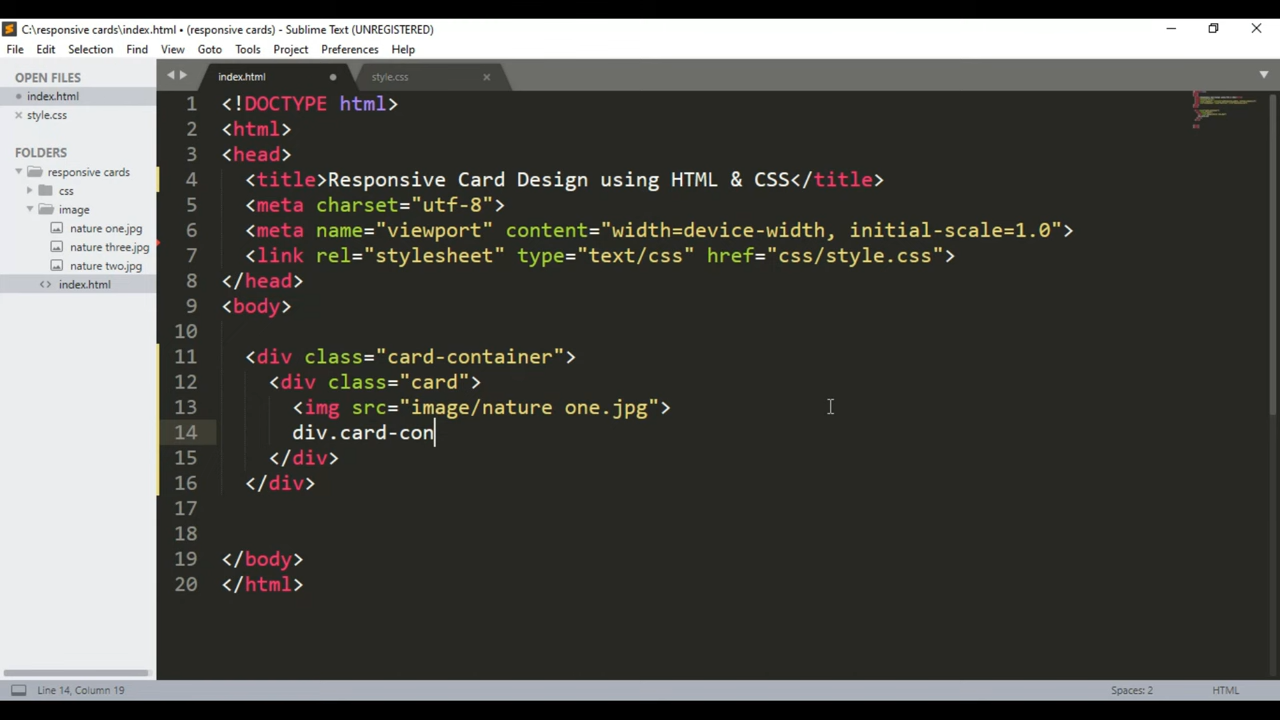 C:\responsive cards\index.html • (responsive cards) - Sublime Text (UNREGISTERED)
File Edit Selection Find View Goto Tools Project Preferences Help
OPEN FILES
index.html
style.css
FOLDERS
responsive cards
css
image
nature one.jpg
nature three.jpg
nature two.jpg
index.html
index.html style.css
1 <!DOCTYPE html>
2 <html>
3 <head>
4 <title>Responsive Card Design using HTML & CSS</title>
5 <meta charset="utf-8">
6 <meta name="viewport" content="width=device-width, initial-scale=1.0">
7 <link rel="stylesheet" type="text/css" href="css/style.css">
8 </head>
9 <body>
10
11 <div class="card-container">
12 <div class="card">
13 <img src="image/nature one.jpg">
14 div.card-con
15 </div>
16 </div>
17
18
19 </body>
20 </html>
Line 14, Column 19 Spaces: 2 HTML